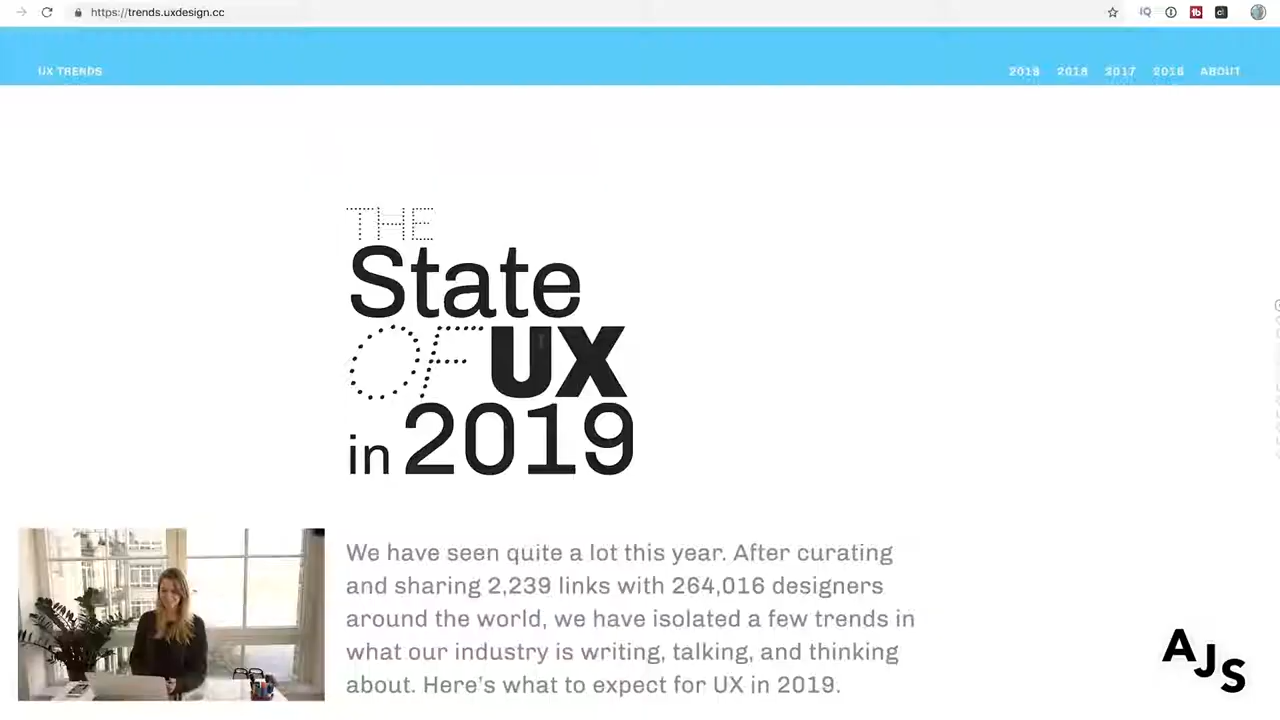 https://trends.uxdesign.cc
UX TRENDS
2019 2018 2017 2016 ABOUT
THE
State
OF UX
in 2019
We have seen quite a lot this year. After curating
and sharing 2,239 links with 264,016 designers
around the world, we have isolated a few trends in
what our industry is writing, talking, and thinking
about. Here's what to expect for UX in 2019.
AJS